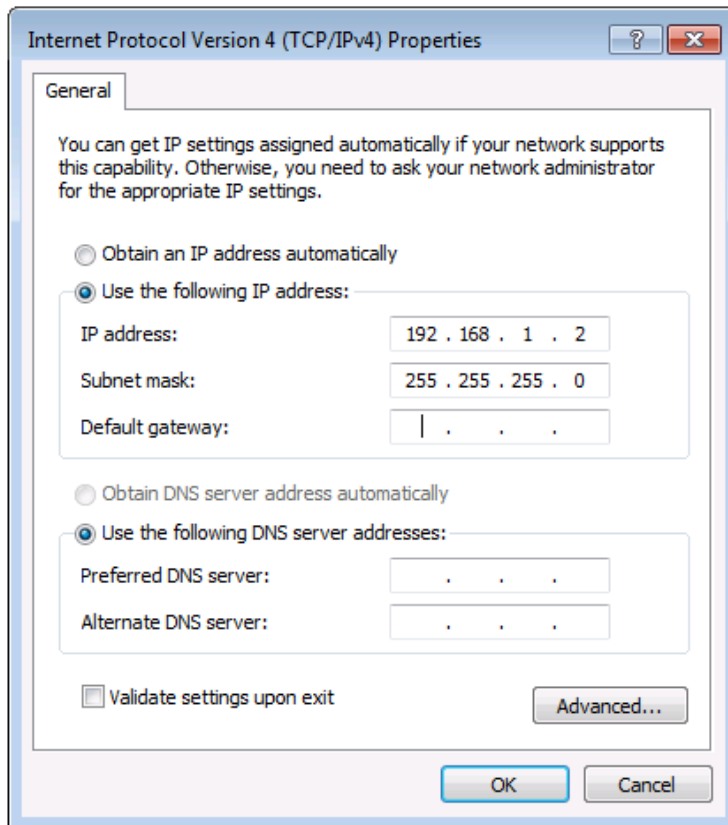 Internet Protocol Version 4 (TCP/IPv4) Properties
?
General
You can get IP settings assigned automatically if your network supports
this capability. Otherwise, you need to ask your network administrator
for the appropriate IP settings.
Obtain an IP address automatically
Use the following IP address:
IP address: 192 . 168 . 1 . 2
Subnet mask: 255 . 255 . 255 . 0
Default gateway: . . .
Obtain DNS server address automatically
Use the following DNS server addresses:
Preferred DNS server: . . .
Alternate DNS server: . . .
Validate settings upon exit
Advanced...
OK Cancel